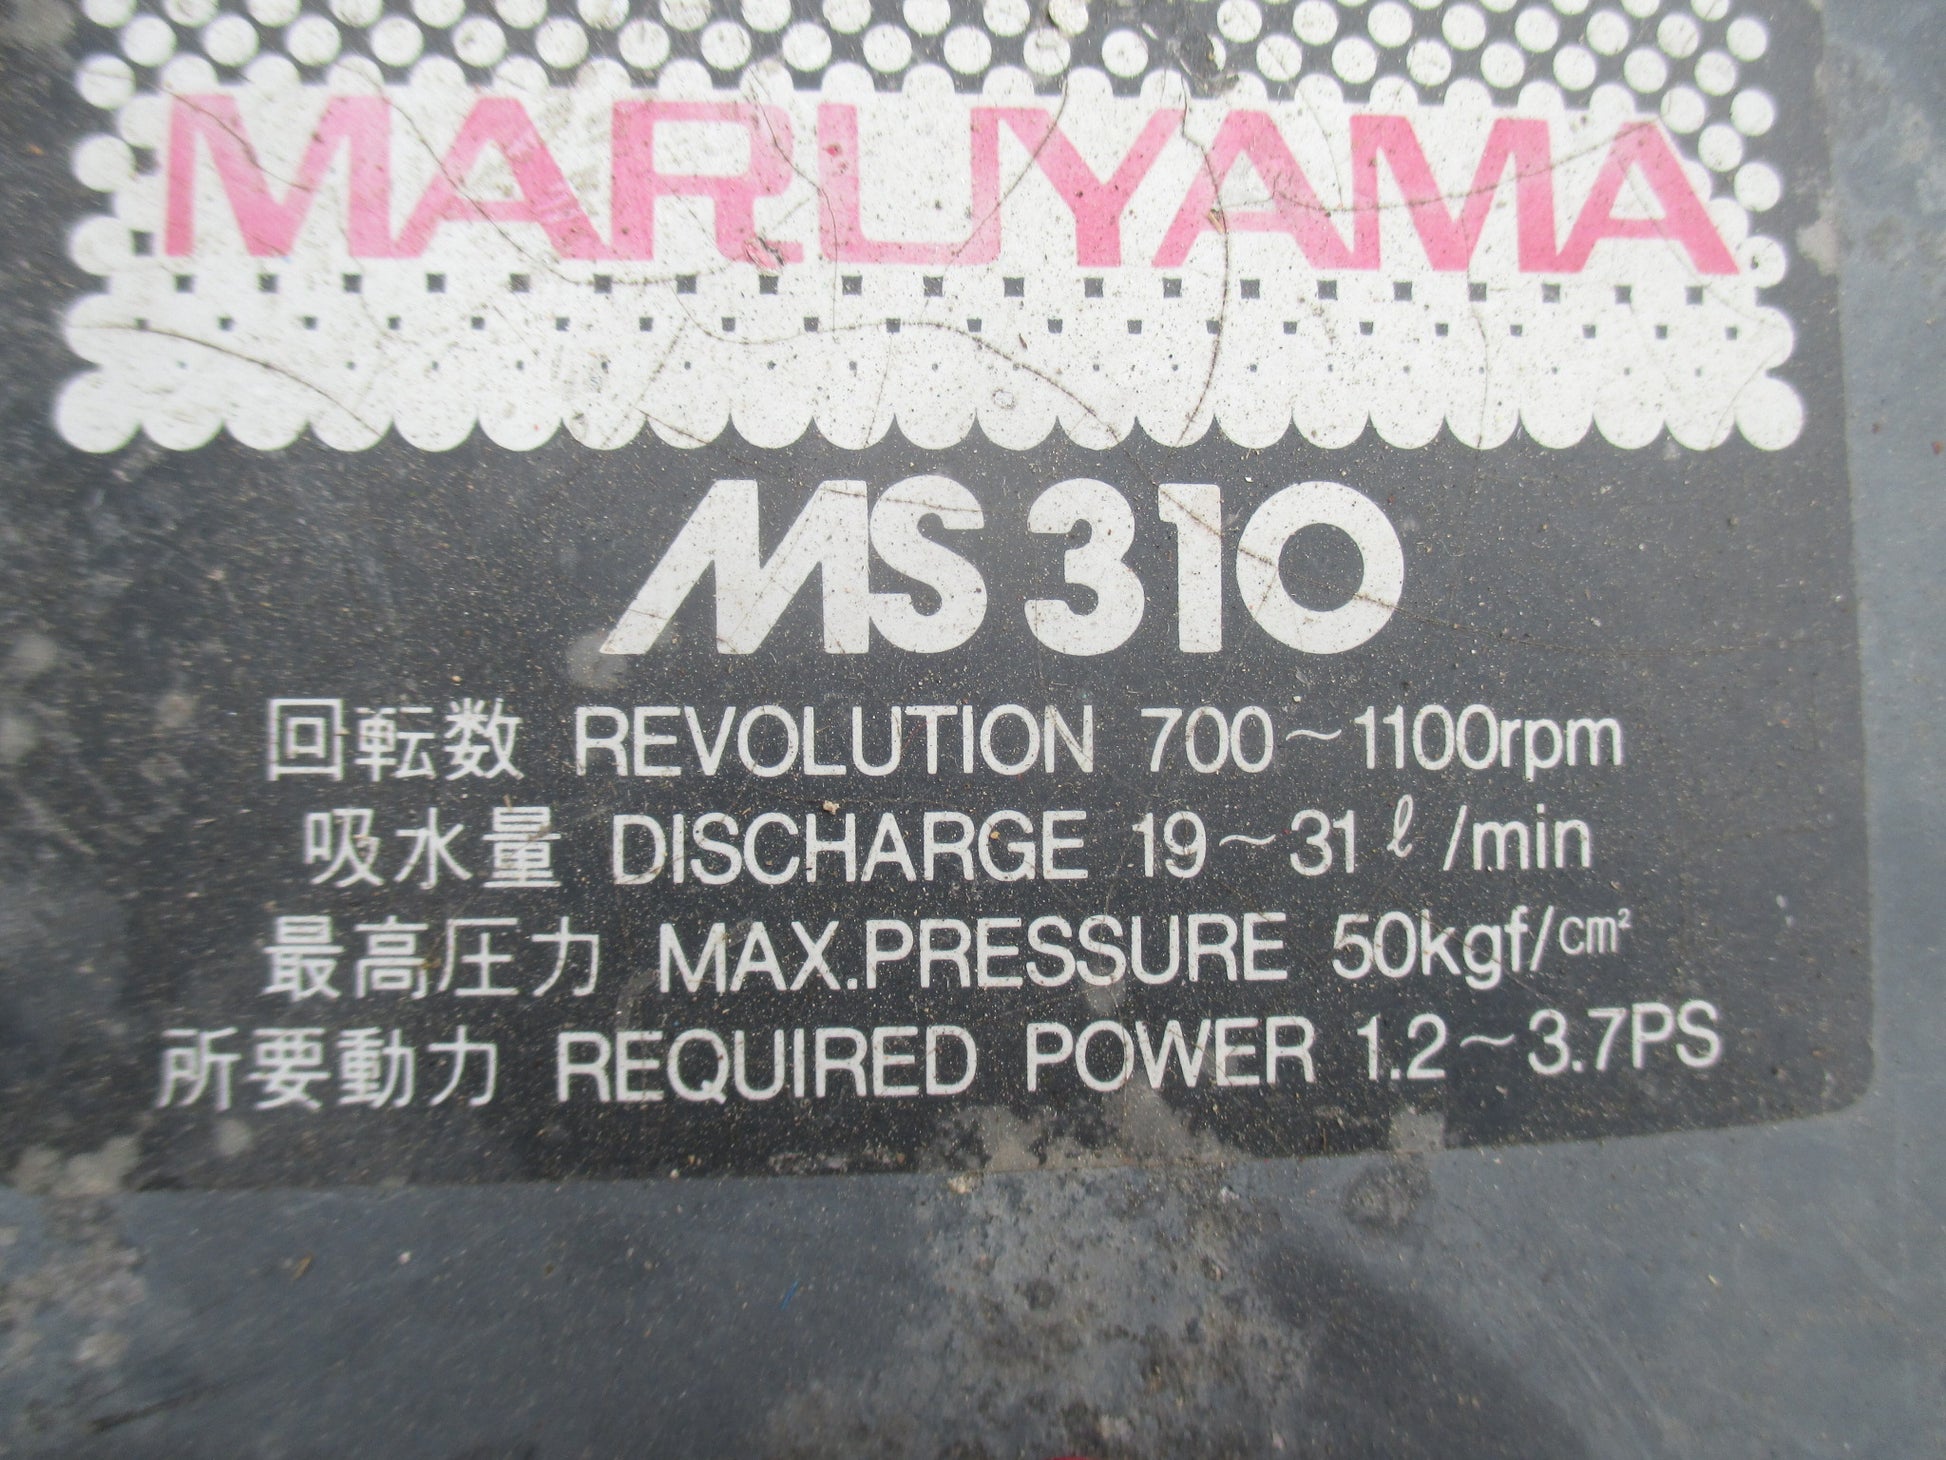 MARUYAMA
MS310
回転数 REVOLUTION 700～1100rpm
吸水量 DISCHARGE 19～31ℓ/min
最高圧力 MAX.PRESSURE 50kgf/cm²
所要動力 REQUIRED POWER 1.2～3.7PS